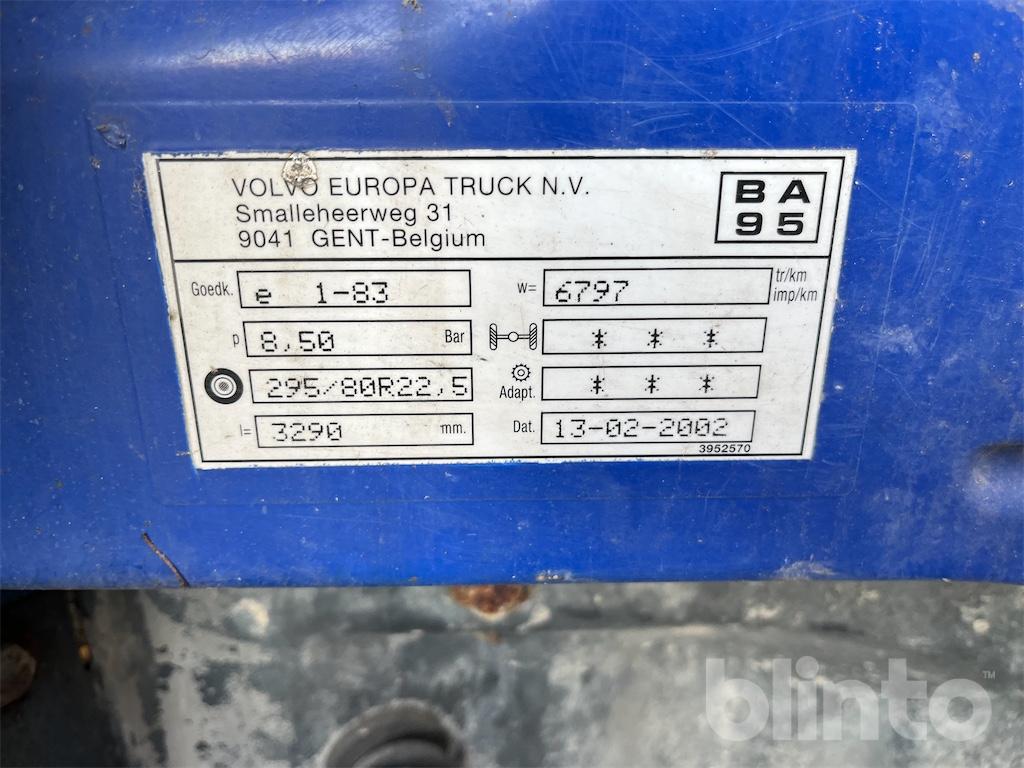 VOLVO EUROPA TRUCK N.V.
Smalleheerweg 31
9041 GENT-Belgium
BA
95
Goedk. e 1-83
w= 6797 tr/km
imp/km
p 8,50 Bar
* * *
295/80R22,5
Adapt. * * *
l= 3290 mm.
Dat. 13-02-2002
3952570
blinto™